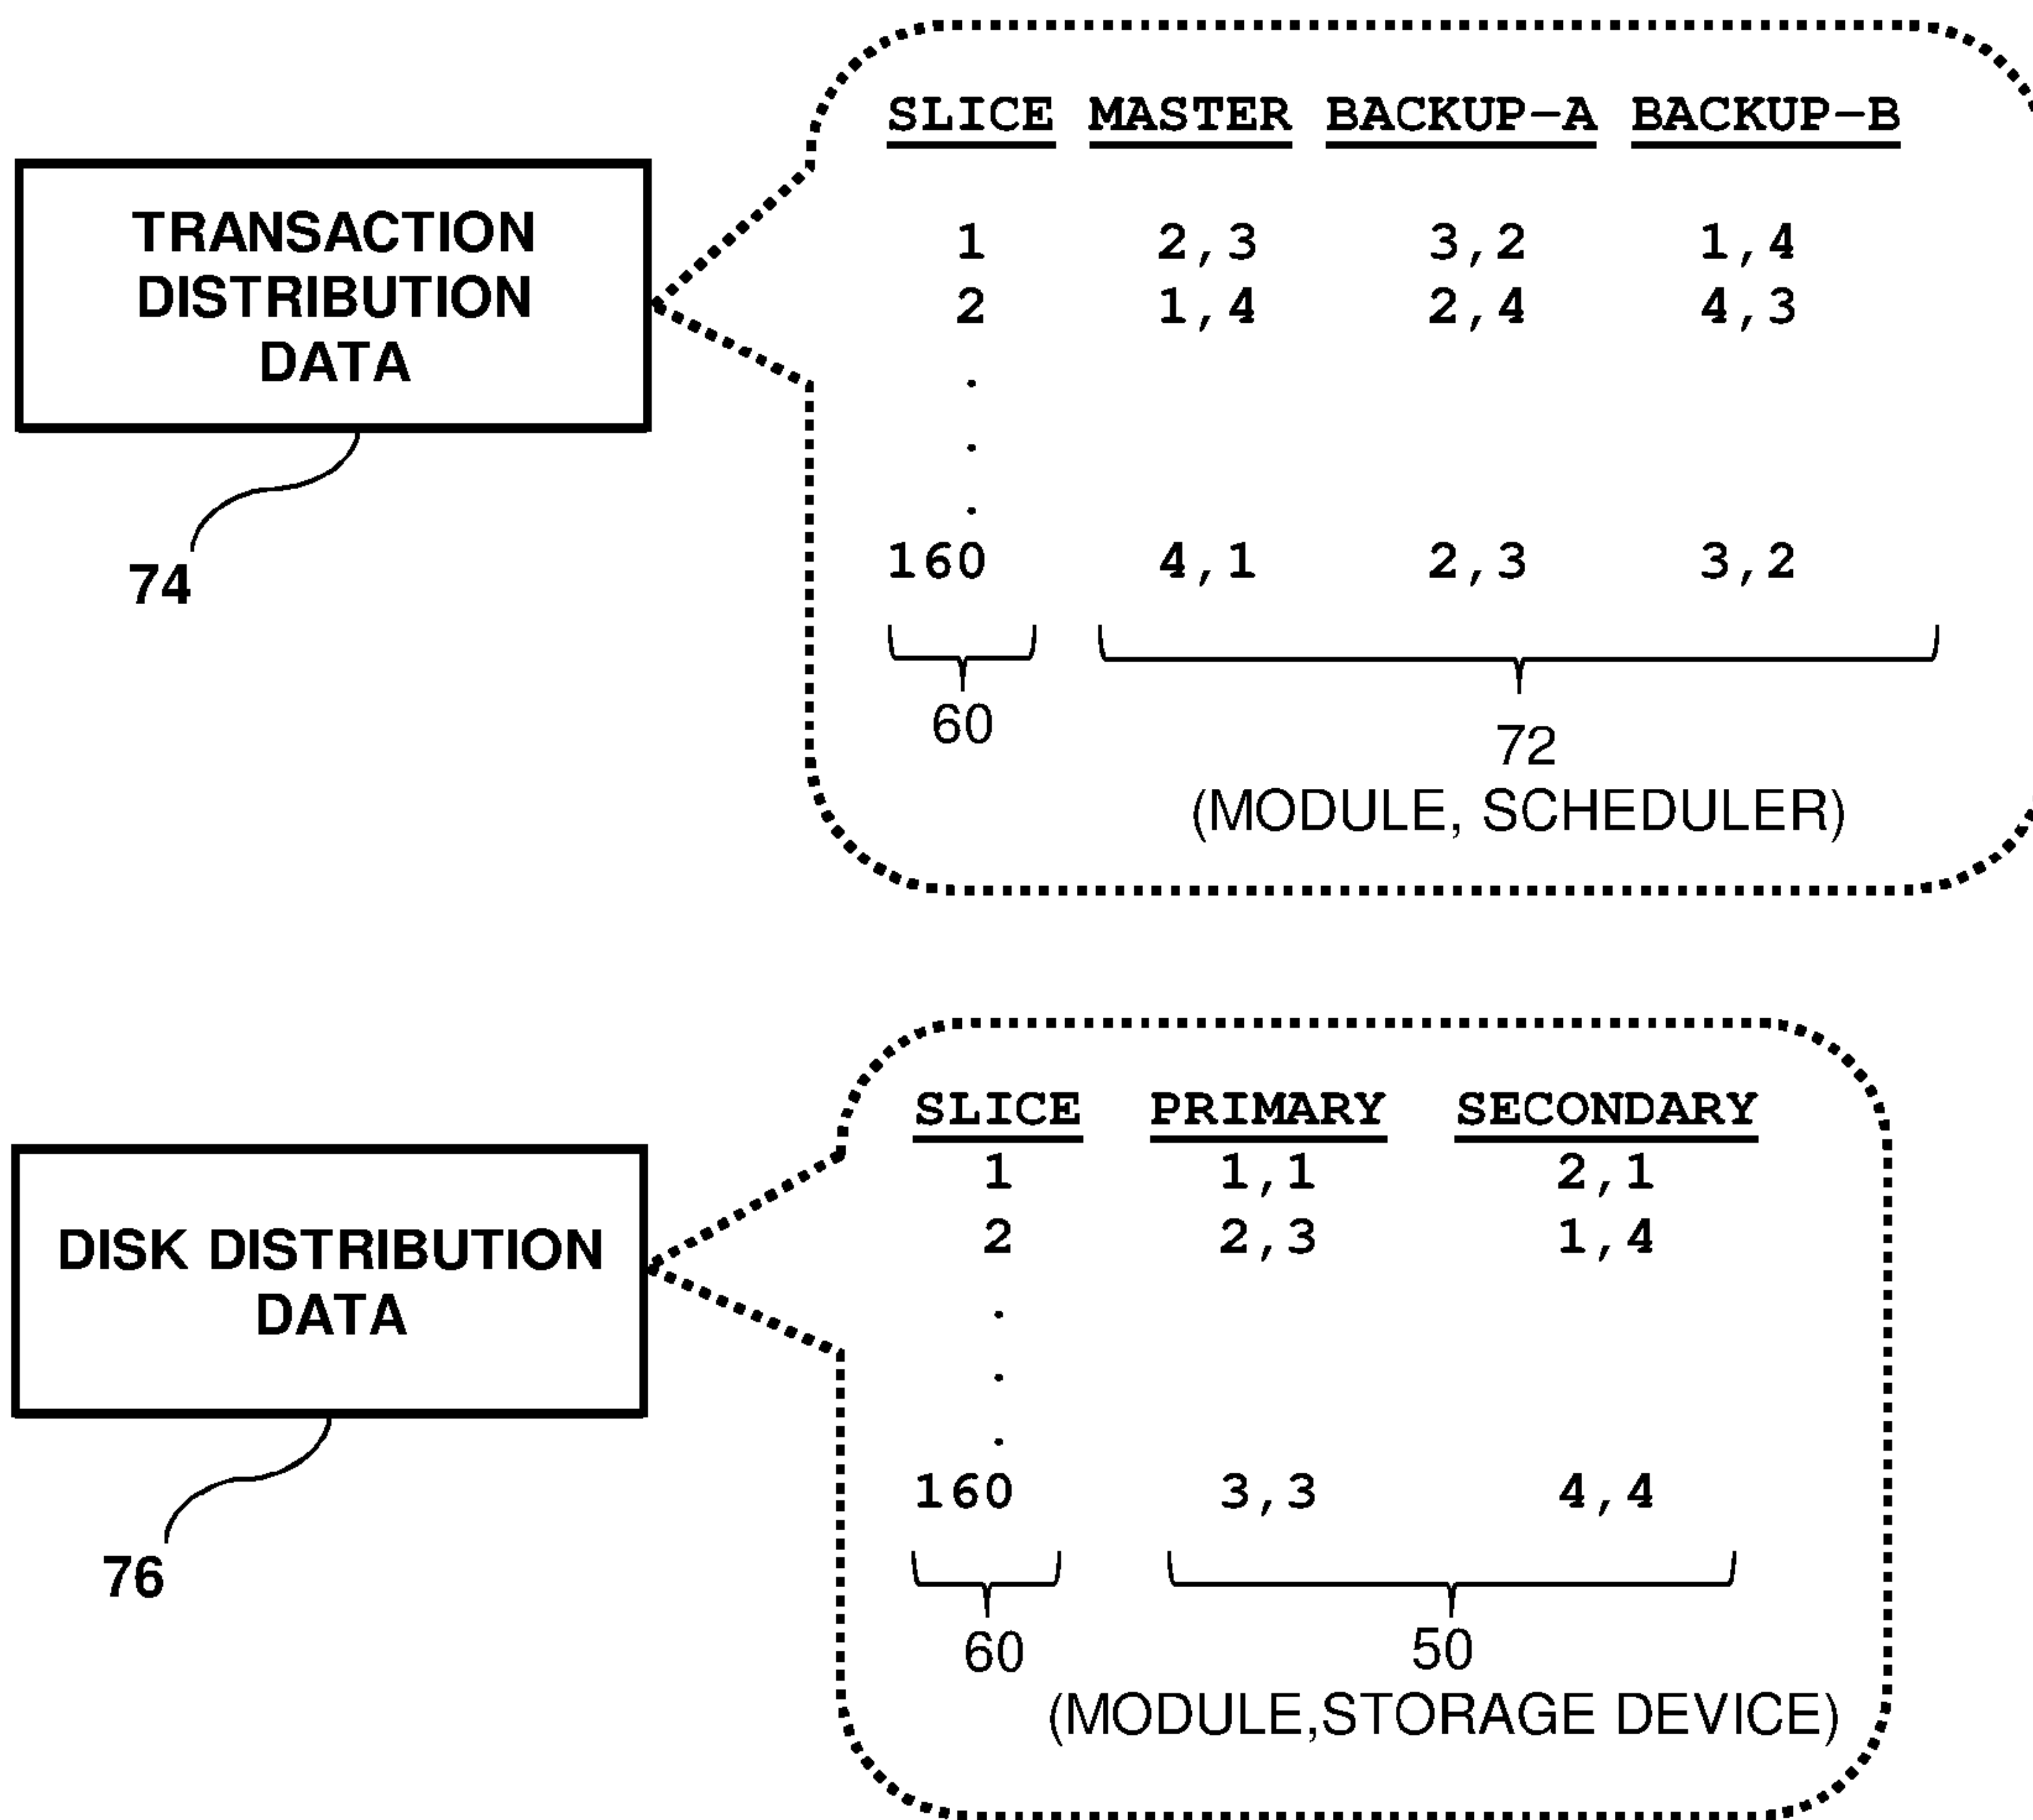 TRANSACTION
DISTRIBUTION
DATA
74
SLICE MASTER BACKUP-A BACKUP-B
1 2,3 3,2 1,4
2 1,4 2,4 4,3
.
.
.
160 4,1 2,3 3,2
60
72
(MODULE, SCHEDULER)
DISK DISTRIBUTION
DATA
76
SLICE PRIMARY SECONDARY
1 1,1 2,1
2 2,3 1,4
.
.
.
160 3,3 4,4
60
50
(MODULE,STORAGE DEVICE)